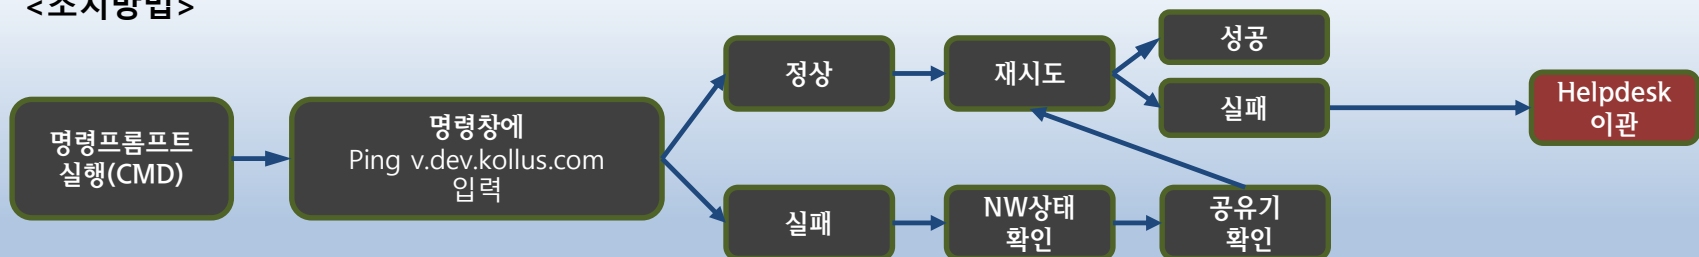 <조치방법>
명령프롬프트
실행(CMD)
명령창에
Ping v.dev.kollus.com
입력
정상
재시도
성공
실패
Helpdesk
이관
실패
NW상태
확인
공유기
확인